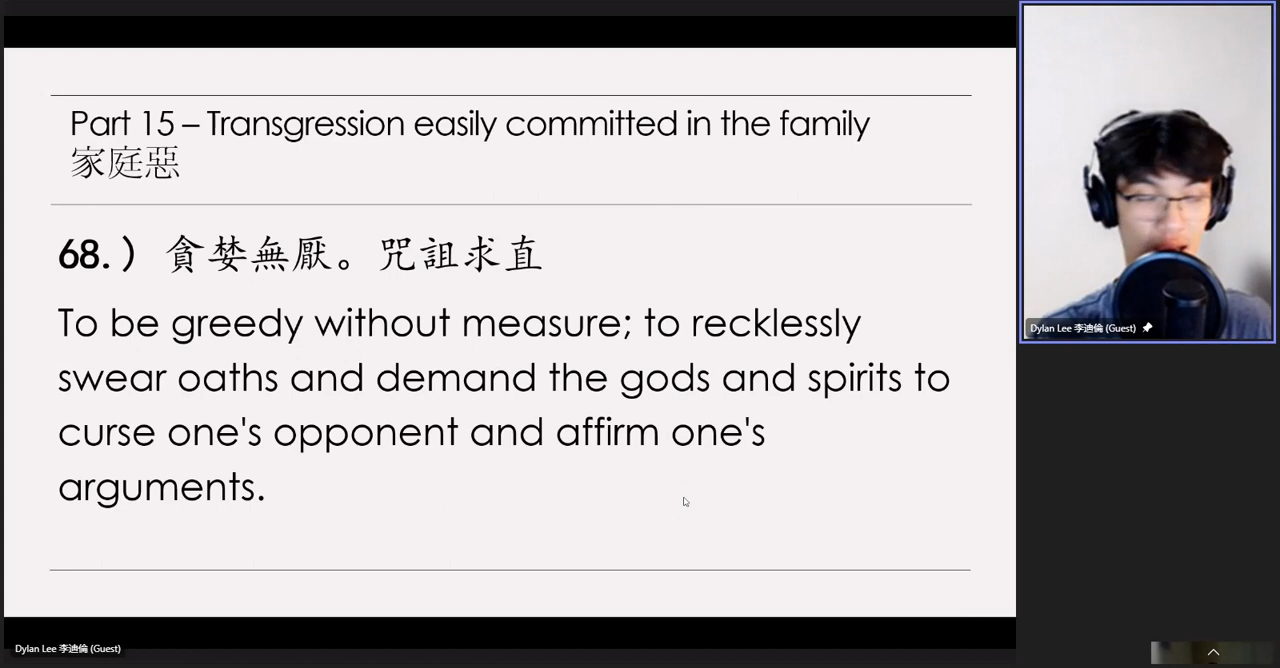 Part 15 – Transgression easily committed in the family
家庭惡
68. ） 貪婪無厭。咒詛求直
To be greedy without measure; to recklessly
swear oaths and demand the gods and spirits to
curse one's opponent and affirm one's
arguments.
Dylan Lee 李迪倫 (Guest)
Dylan Lee 李迪倫 (Guest)